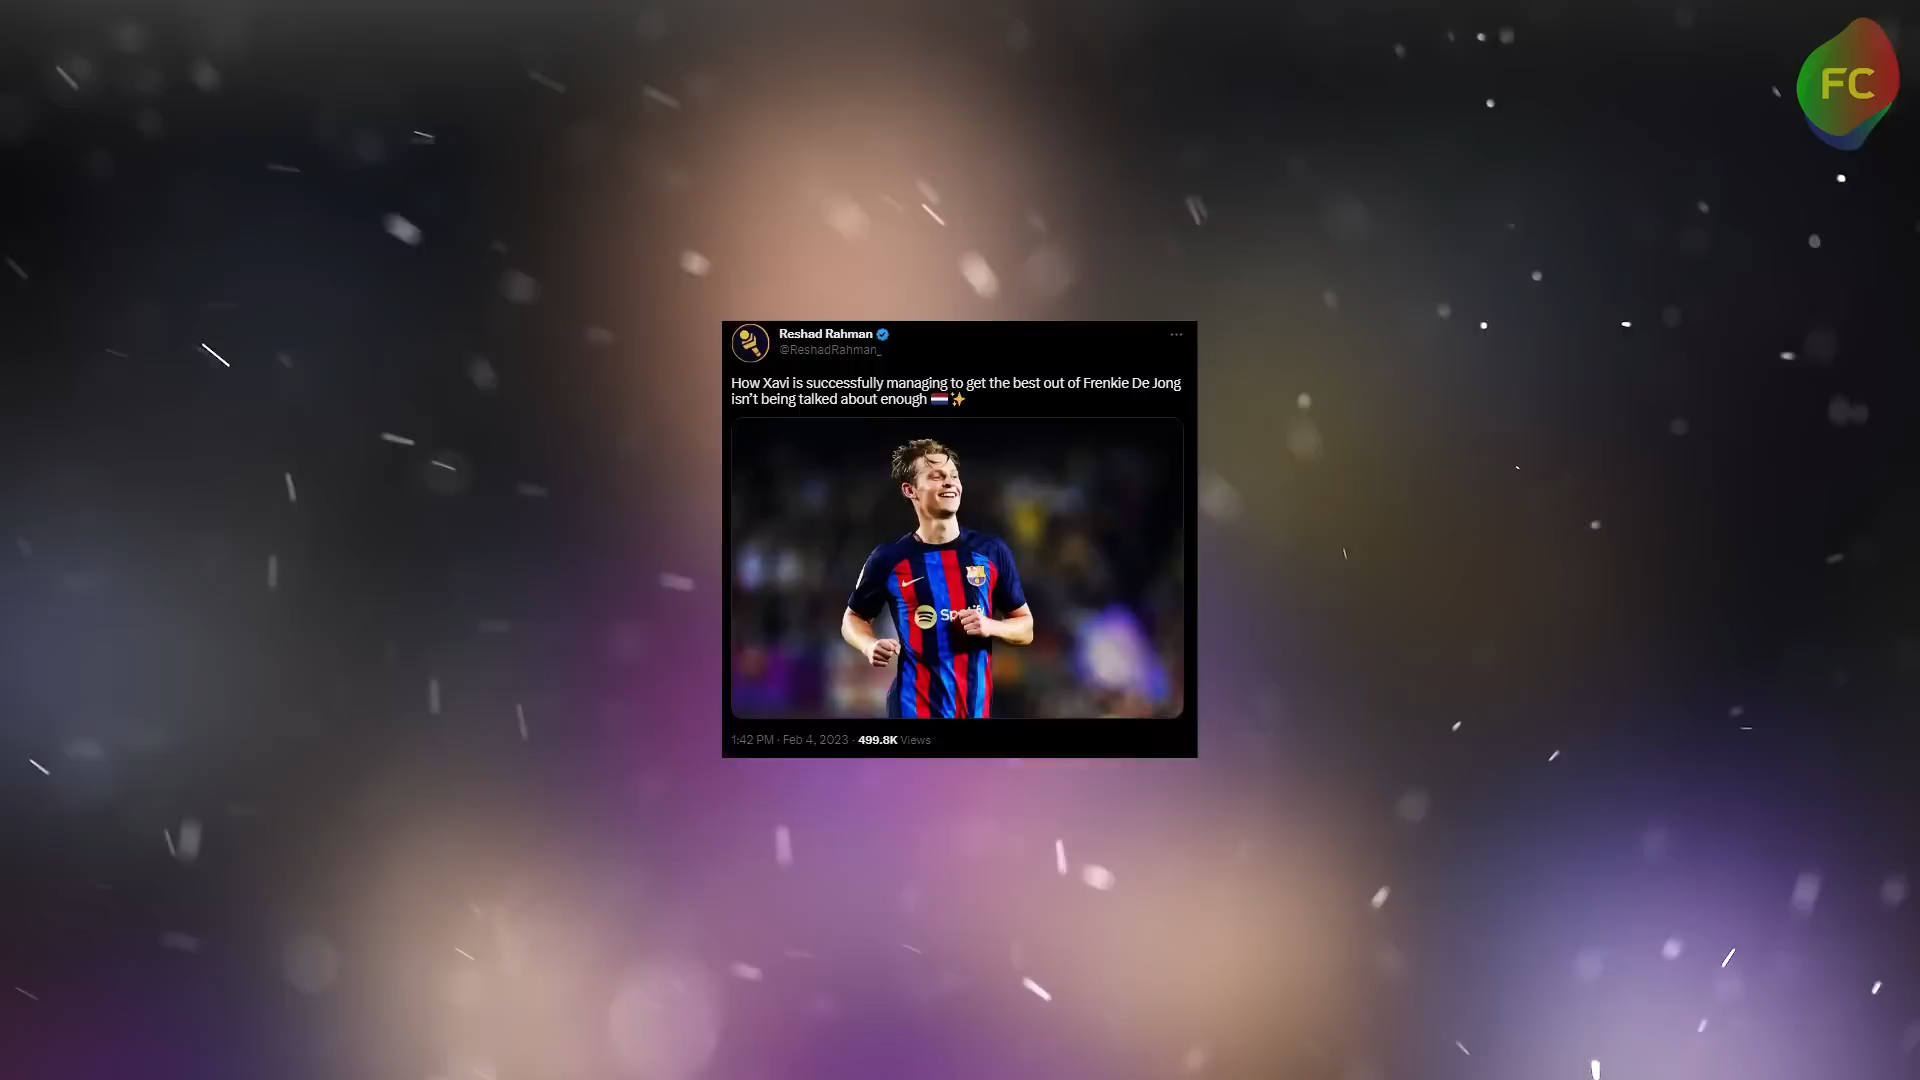 FC
Reshad Rahman
@ReshadRahman_
How Xavi is successfully managing to get the best out of Frenkie De Jong
isn't being talked about enough 🇳🇱✨
Spotify
1:42 PM · Feb 4, 2023 · 499.8K Views